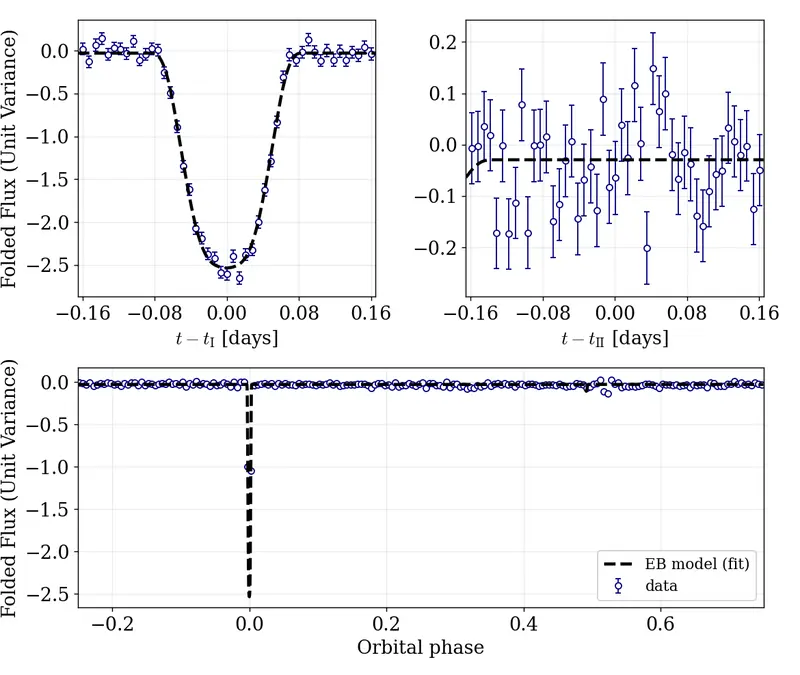 Folded Flux (Unit Variance)
0.0
−0.5
−1.0
−1.5
−2.0
−2.5
−0.16 −0.08 0.00 0.08 0.16
t − tI [days]
0.2
0.1
0.0
−0.1
−0.2
−0.16 −0.08 0.00 0.08 0.16
t − tII [days]
Folded Flux (Unit Variance)
0.0
−0.5
−1.0
−1.5
−2.0
−2.5
−0.2 0.0 0.2 0.4 0.6
Orbital phase
EB model (fit)
data